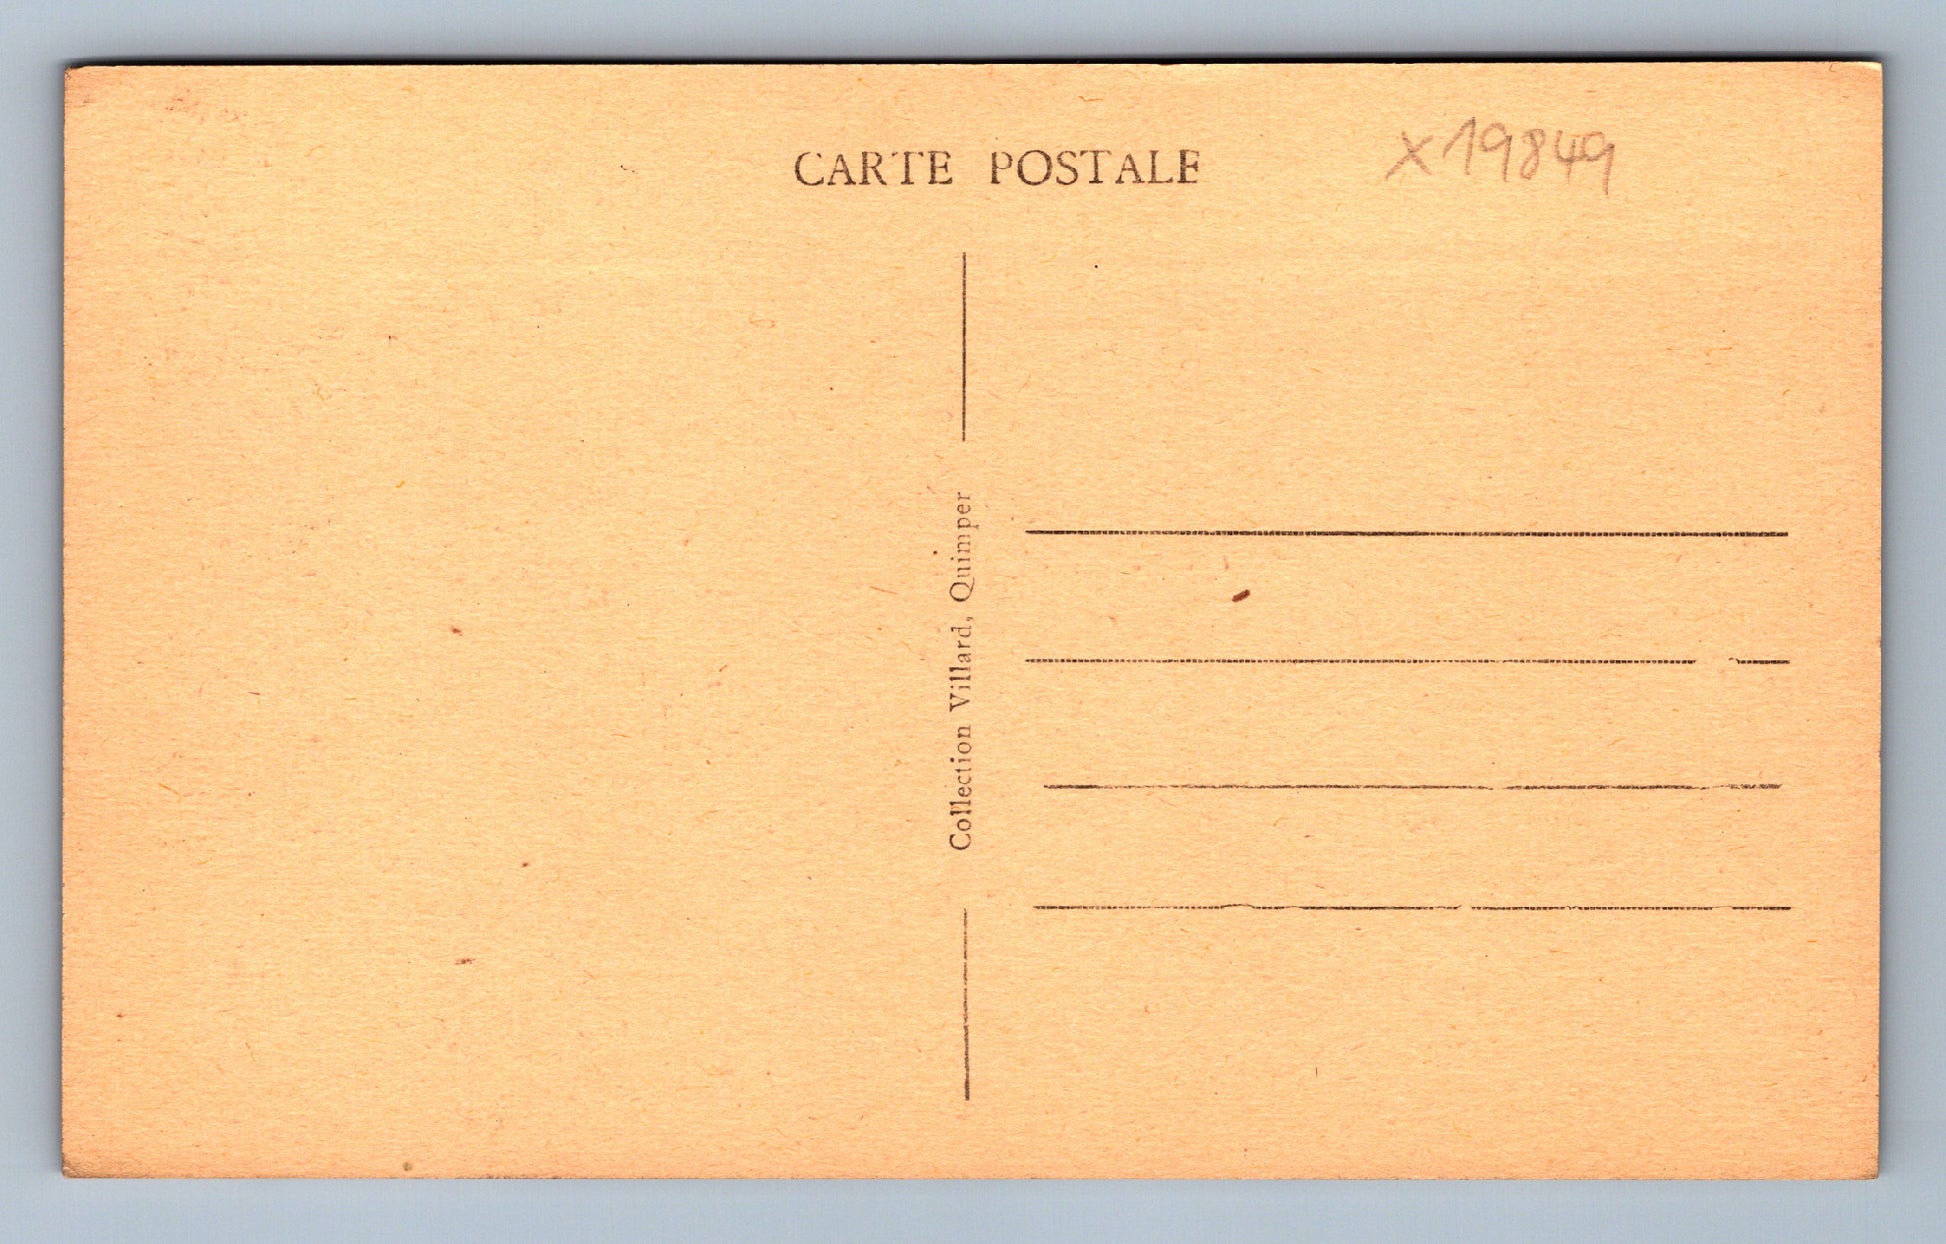 CARTE POSTALE
x19849
Collection Villard, Quimper